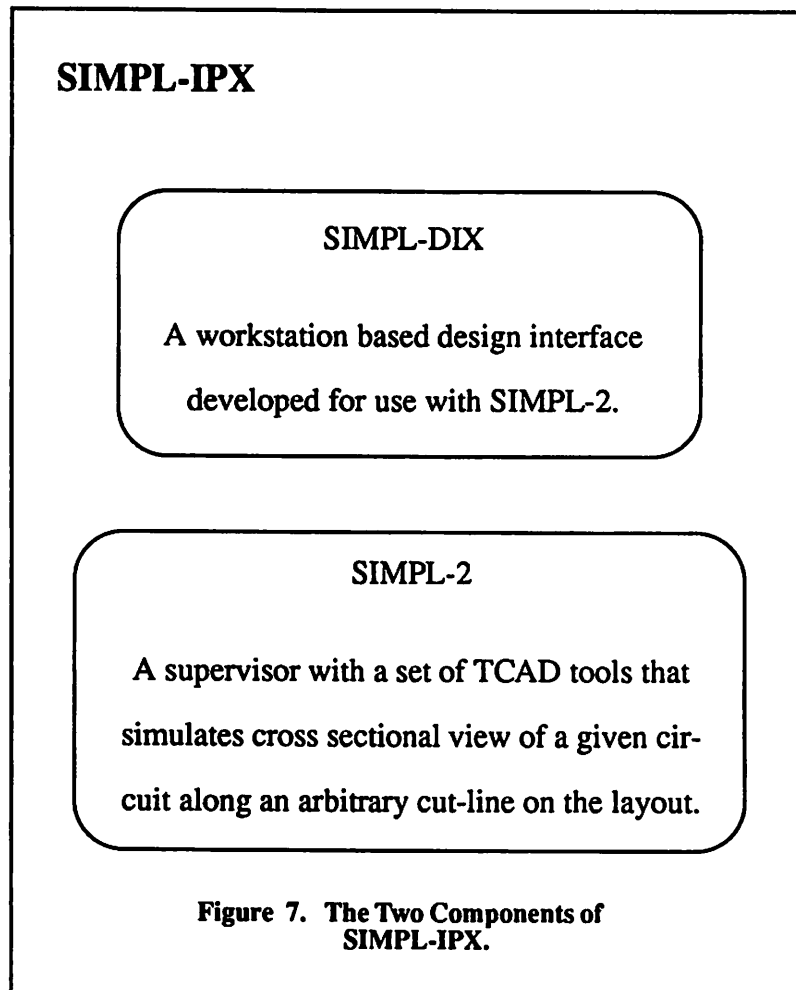 SIMPL-IPX
SIMPL-DIX
A workstation based design interface
developed for use with SIMPL-2.
SIMPL-2
A supervisor with a set of TCAD tools that
simulates cross sectional view of a given cir-
cuit along an arbitrary cut-line on the layout.
Figure 7. The Two Components of
SIMPL-IPX.